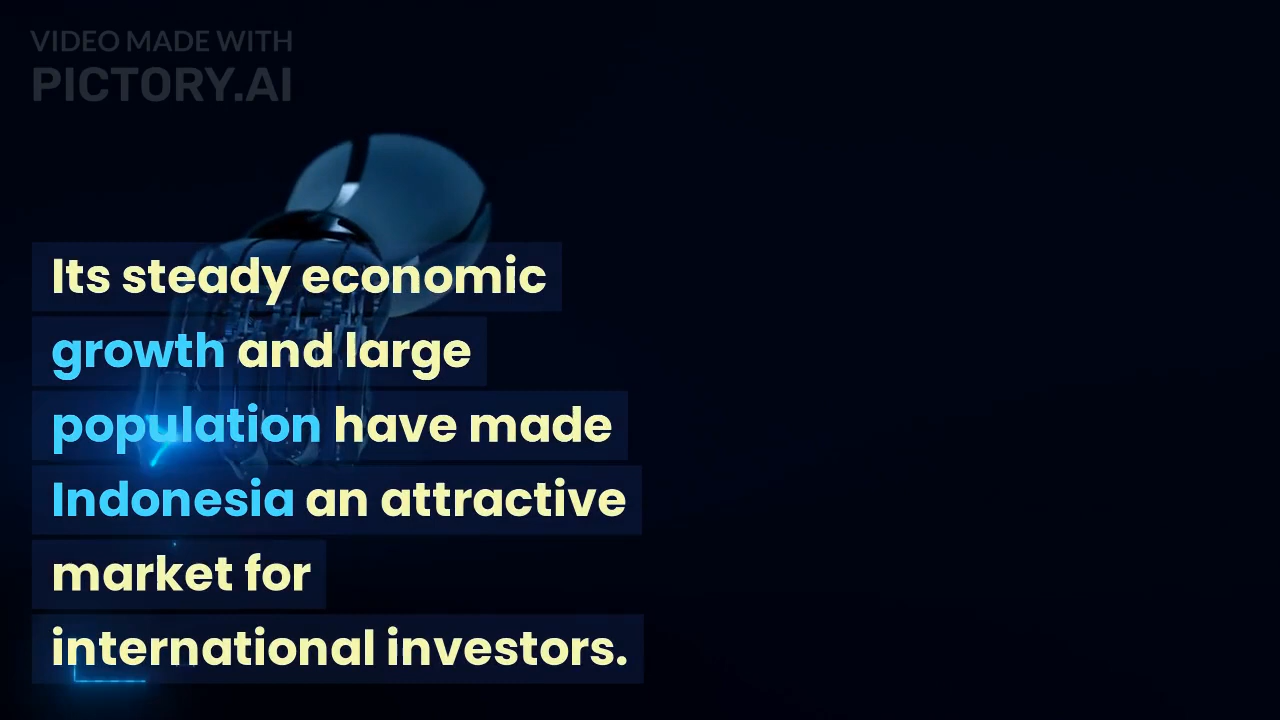 VIDEO MADE WITH
PICTORY.AI
Its steady economic
growth and large
population have made
Indonesia an attractive
market for
international investors.